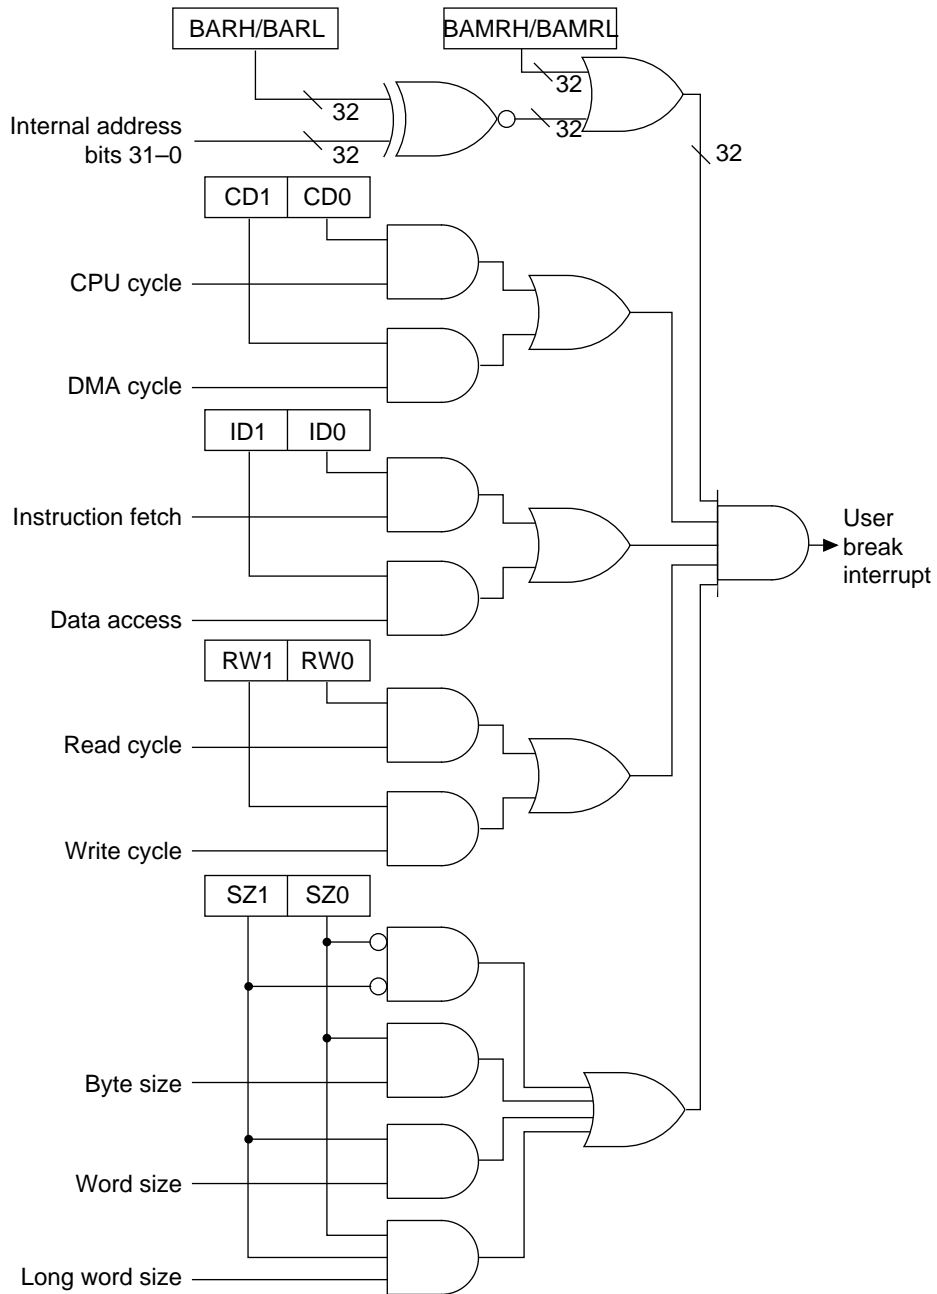 BARH/BARL
BAMRH/BAMRL
32
32
32
32
32
Internal address
bits 31–0
CD1 CD0
CPU cycle
DMA cycle
ID1 ID0
Instruction fetch
Data access
User
break
interrupt
RW1 RW0
Read cycle
Write cycle
SZ1 SZ0
Byte size
Word size
Long word size